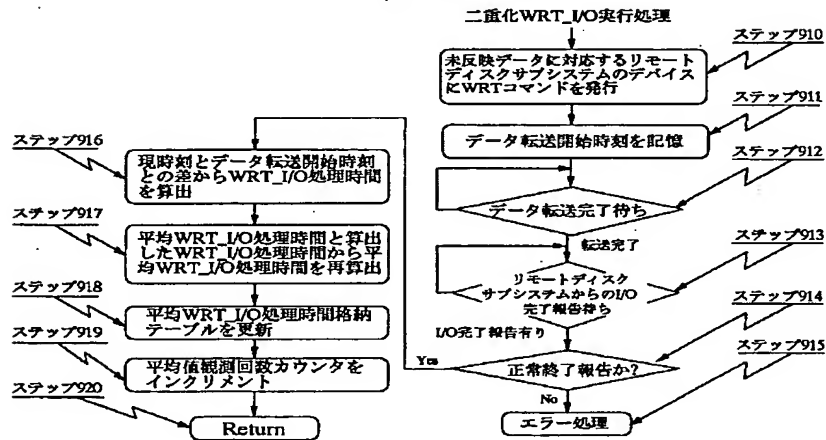 二重化WRT_I/O実行処理
ステップ910
未反映データに対応するリモート
ディスクサブシステムのデバイス
にWRTコマンドを発行
ステップ911
データ転送開始時刻を記憶
ステップ912
データ転送完了待ち
転送完了
ステップ913
リモートディスク
サブシステムからのI/O
完了報告待ち
ステップ914
I/O完了報告有り
正常終了報告か?
Yes
No
ステップ915
エラー処理
ステップ916
現時刻とデータ転送開始時刻
との差からWRT_I/O処理時間
を算出
ステップ917
平均WRT_I/O処理時間と算出
したWRT_I/O処理時間から平
均WRT_I/O処理時間を再算出
ステップ918
平均WRT_I/O処理時間格納
テーブルを更新
ステップ919
平均値観測回数カウンタを
インクリメント
ステップ920
Return